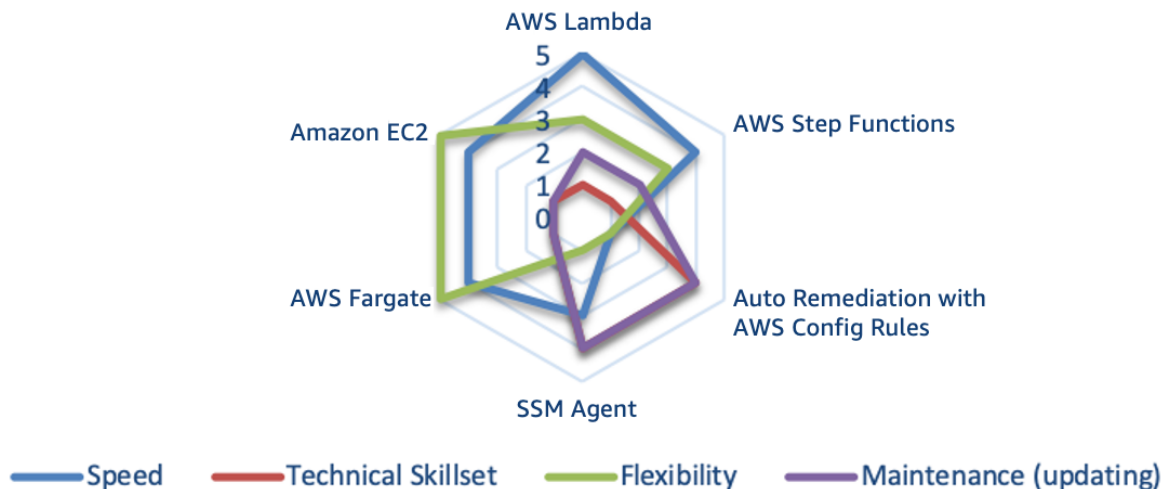 AWS Lambda
5
4
3
2
1
0
Amazon EC2
AWS Step Functions
AWS Fargate
Auto Remediation with
AWS Config Rules
SSM Agent
Speed Technical Skillset Flexibility Maintenance (updating)